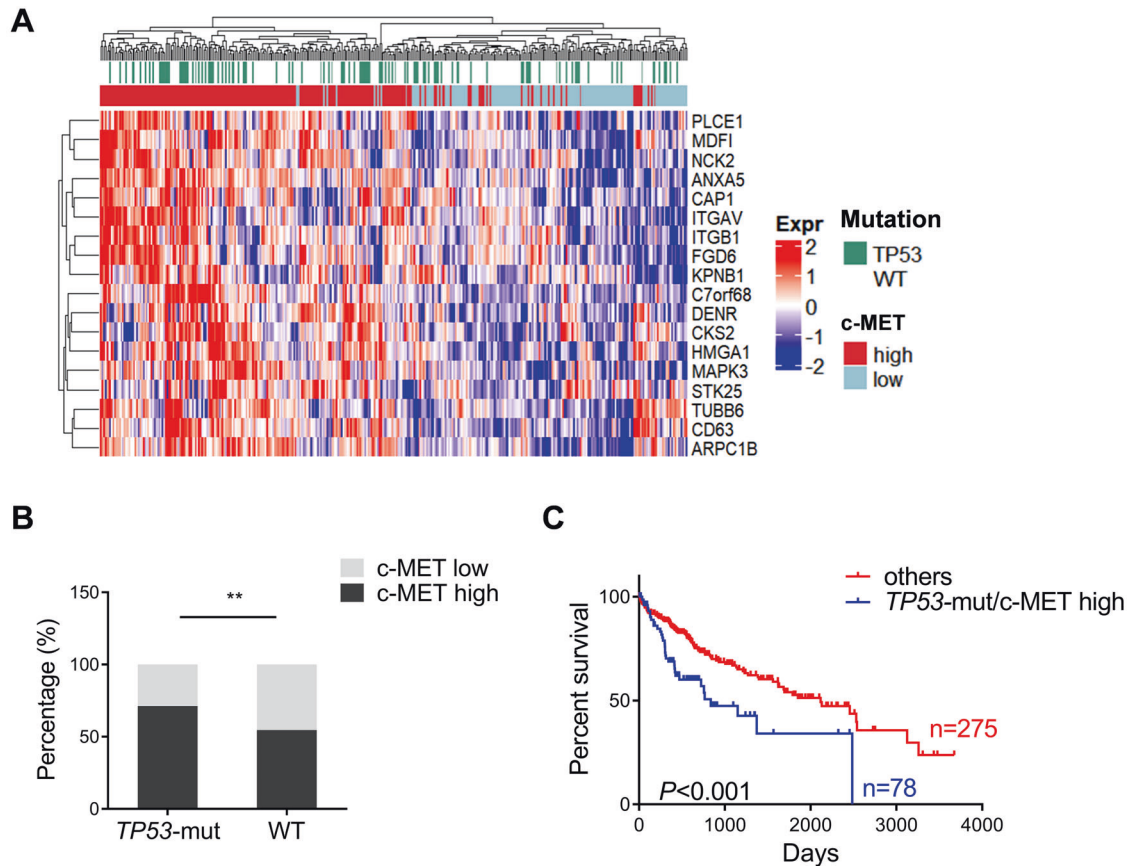 A
PLCE1
MDFI
NCK2
ANXA5
CAP1
ITGAV
ITGB1
FGD6
KPNB1
C7orf68
DENR
CKS2
HMGA1
MAPK3
STK25
TUBB6
CD63
ARPC1B
Expr
2
1
0
-1
-2
Mutation
TP53
WT
c-MET
high
low
B
c-MET low
c-MET high
**
Percentage (%)
150
100
50
0
TP53-mut
WT
C
others
TP53-mut/c-MET high
Percent survival
100
50
0
n=275
n=78
P<0.001
0
1000
2000
3000
4000
Days